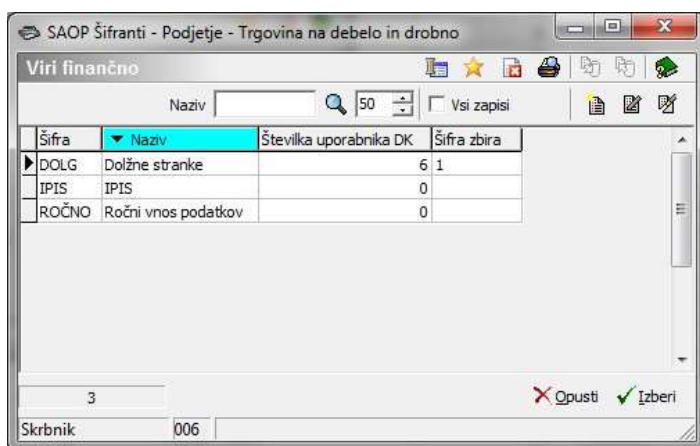 SAOP Šifranti - Podjetje - Trgovina na debelo in drobno
Viri finančno
Naziv 50 Vsi zapisi
Šifra Naziv Številka uporabnika DK Šifra zbira
DOLG Dolžne stranke 6 1
IPIS IPIS 0
ROČNO Ročni vnos podatkov 0
3 Opusti Izberi
Skrbnik 006